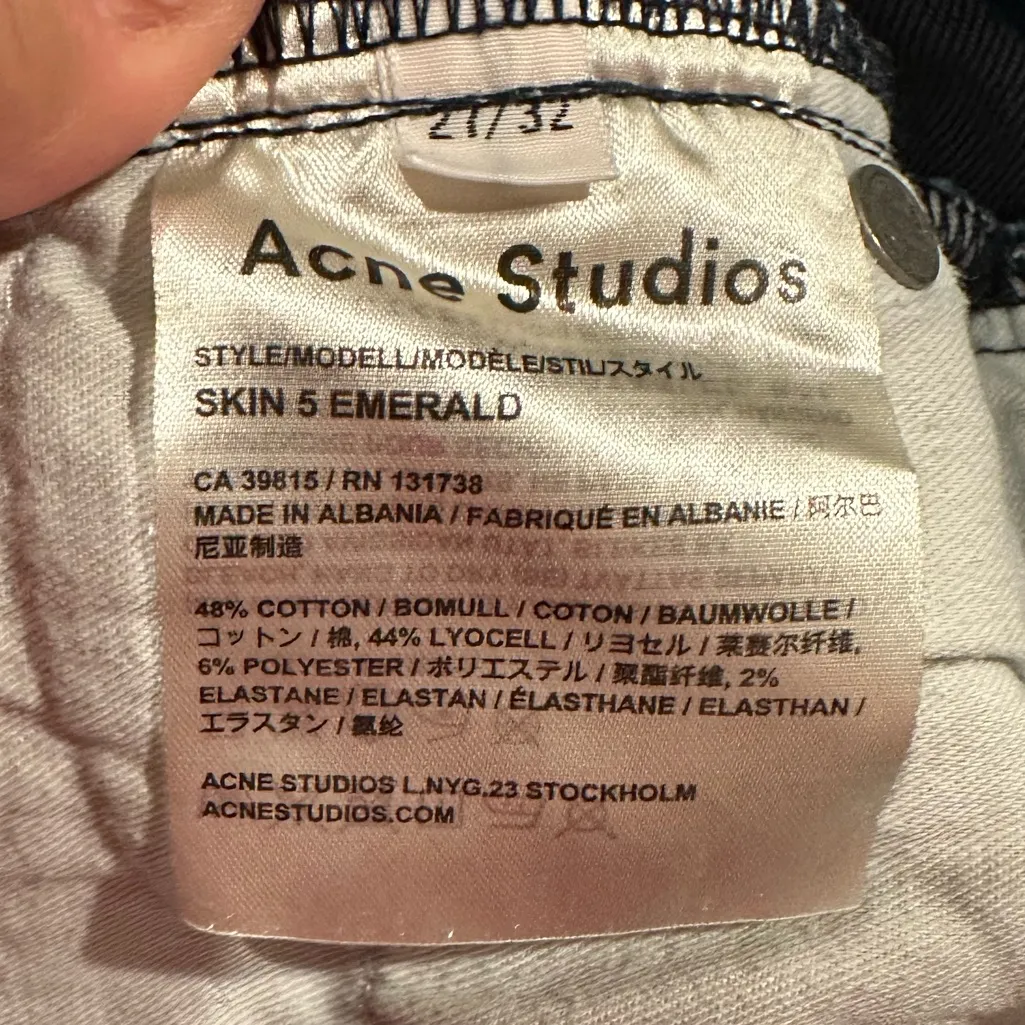 27/32
Acne Studios
STYLE/MODELL/MODÈLE/STIL/スタイル
SKIN 5 EMERALD
CA 39815 / RN 131738
MADE IN ALBANIA / FABRIQUÉ EN ALBANIE / 阿尔巴
尼亚制造
48% COTTON / BOMULL / COTON / BAUMWOLLE /
コットン / 棉, 44% LYOCELL / リヨセル / 莱赛尔纤维,
6% POLYESTER / ポリエステル / 聚酯纤维, 2%
ELASTANE / ELASTAN / ÉLASTHANE / ELASTHAN /
エラスタン / 氨纶
ACNE STUDIOS L.NYG.23 STOCKHOLM
ACNESTUDIOS.COM